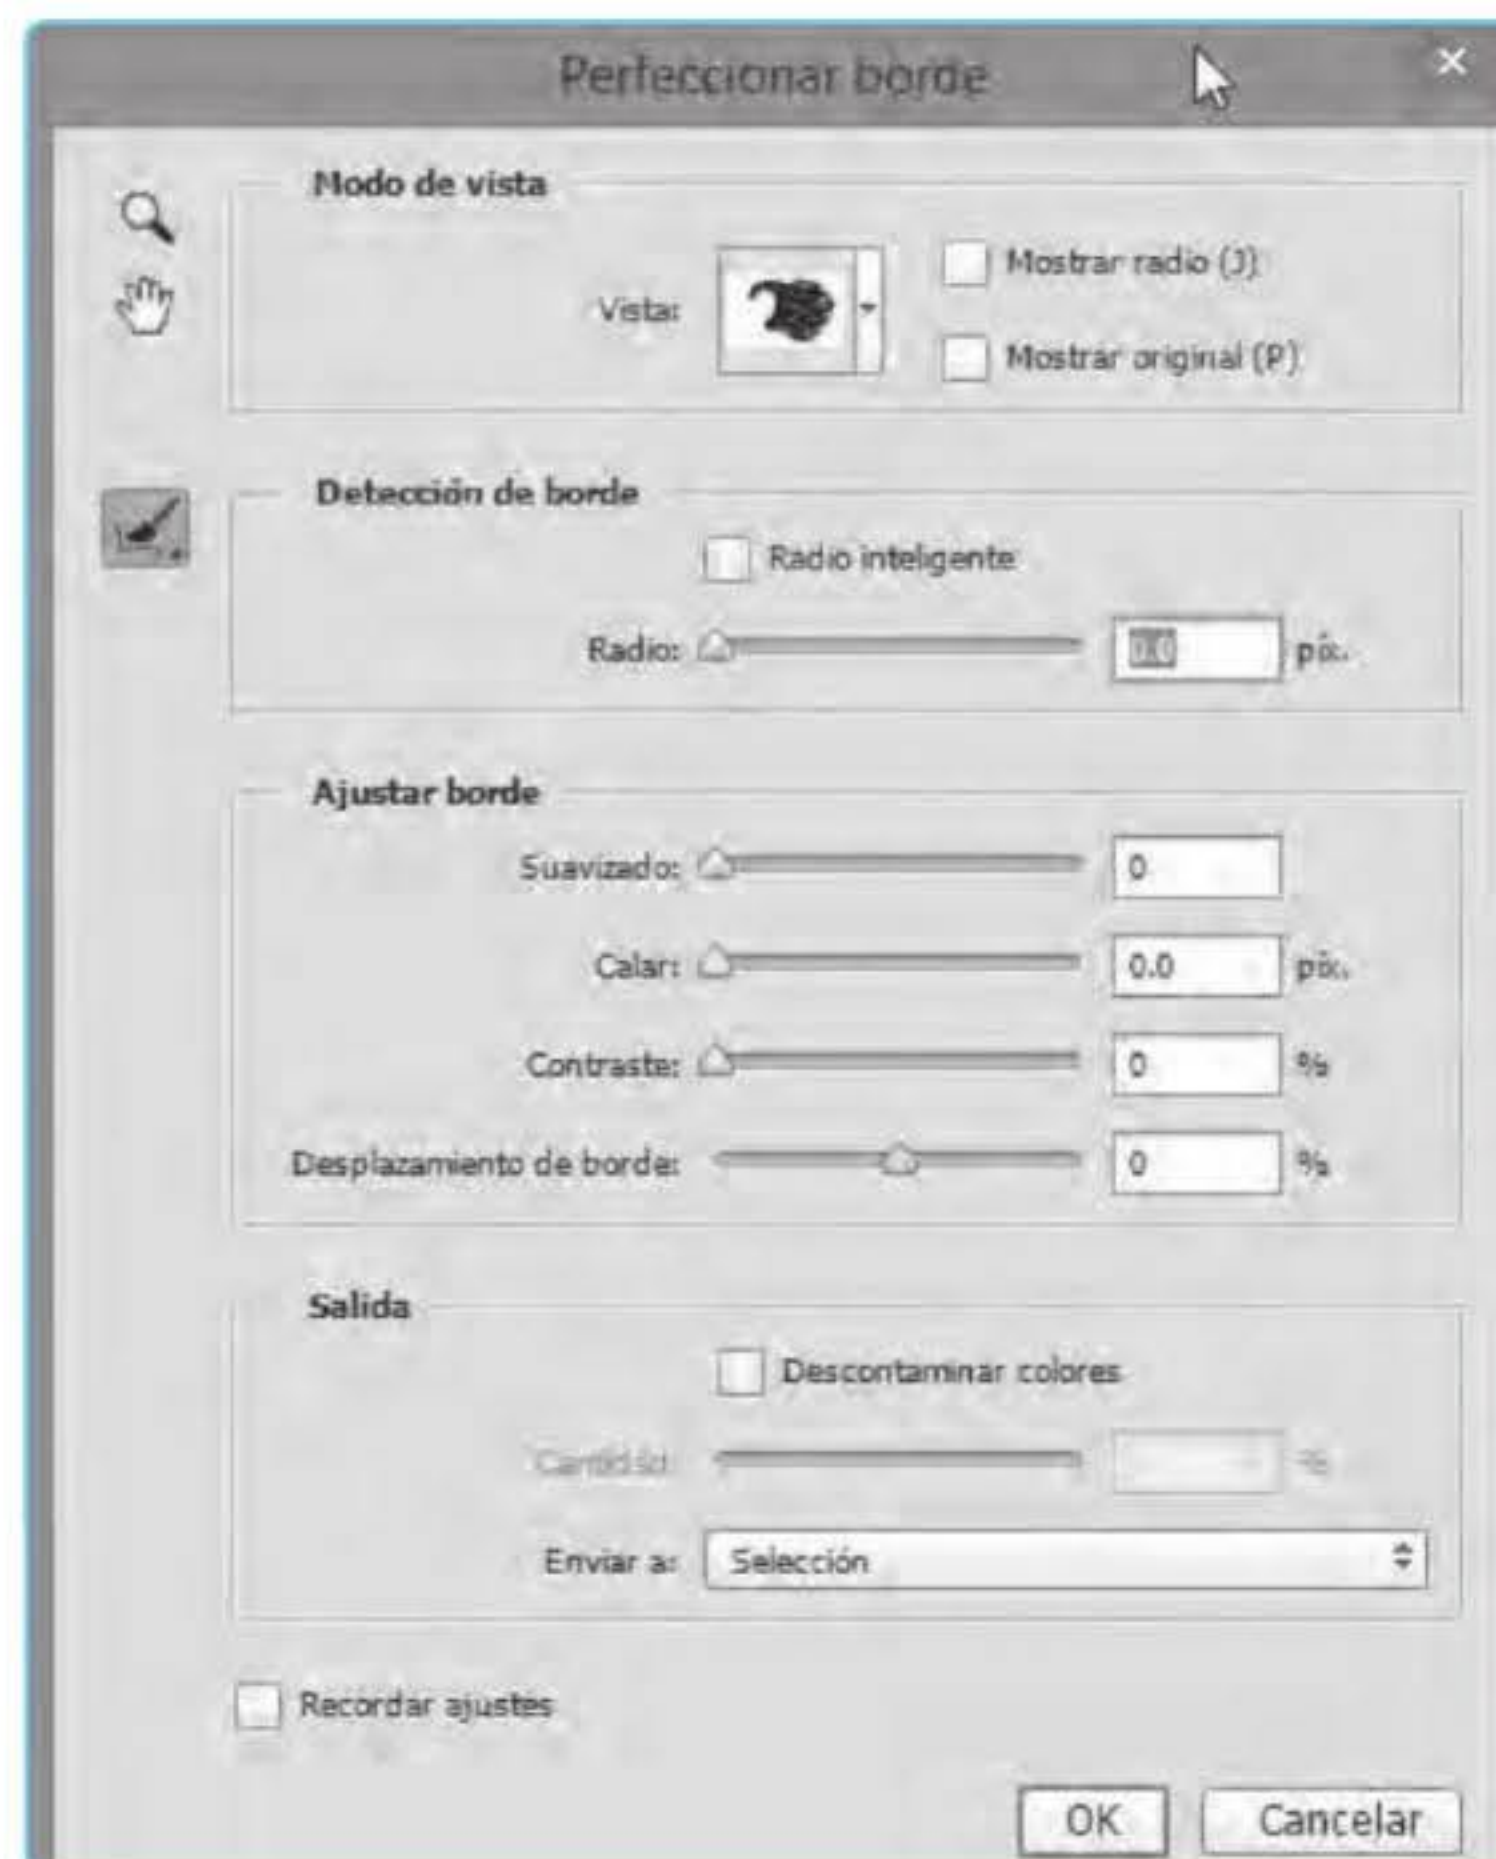 Perfeccionar borde
Modo de vista
Vista:
Mostrar radio (J)
Mostrar original (P)
Detección de borde
Radio inteligente
Radio: píx.
Ajustar borde
Suavizado: 0
Calar: 0.0 píx.
Contraste: 0 %
Desplazamiento de borde: 0 %
Salida
Descontaminar colores
Cantidad: %
Enviar a: Selección
Recordar ajustes
OK Cancelar